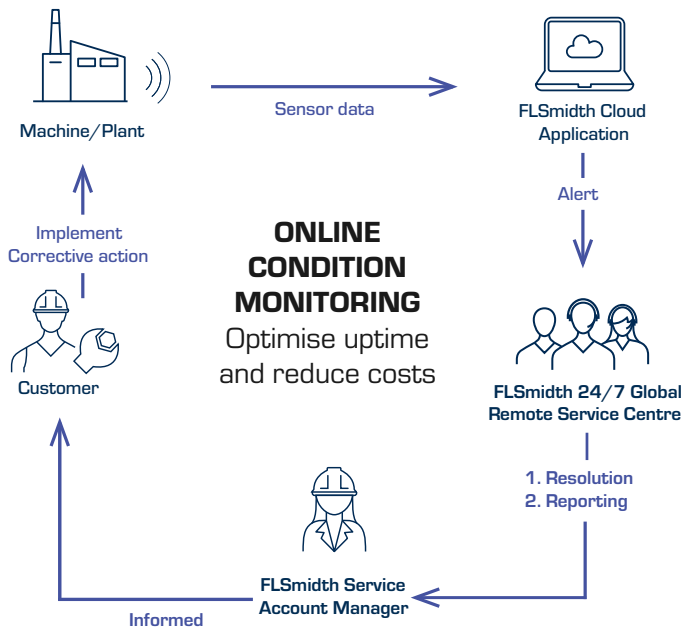 Sensor data
Machine/Plant
FLSmidth Cloud
Application
Alert
Implement
Corrective action
ONLINE
CONDITION
MONITORING
Optimise uptime
and reduce costs
Customer
FLSmidth 24/7 Global
Remote Service Centre
1. Resolution
2. Reporting
FLSmidth Service
Account Manager
Informed